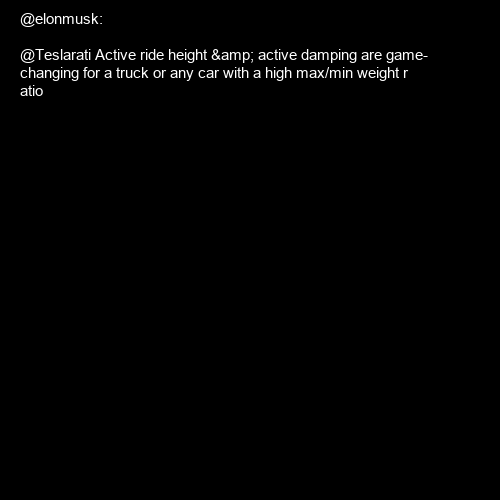 @elonmusk:
@Teslarati Active ride height &amp; active damping are game-
changing for a truck or any car with a high max/min weight r
atio